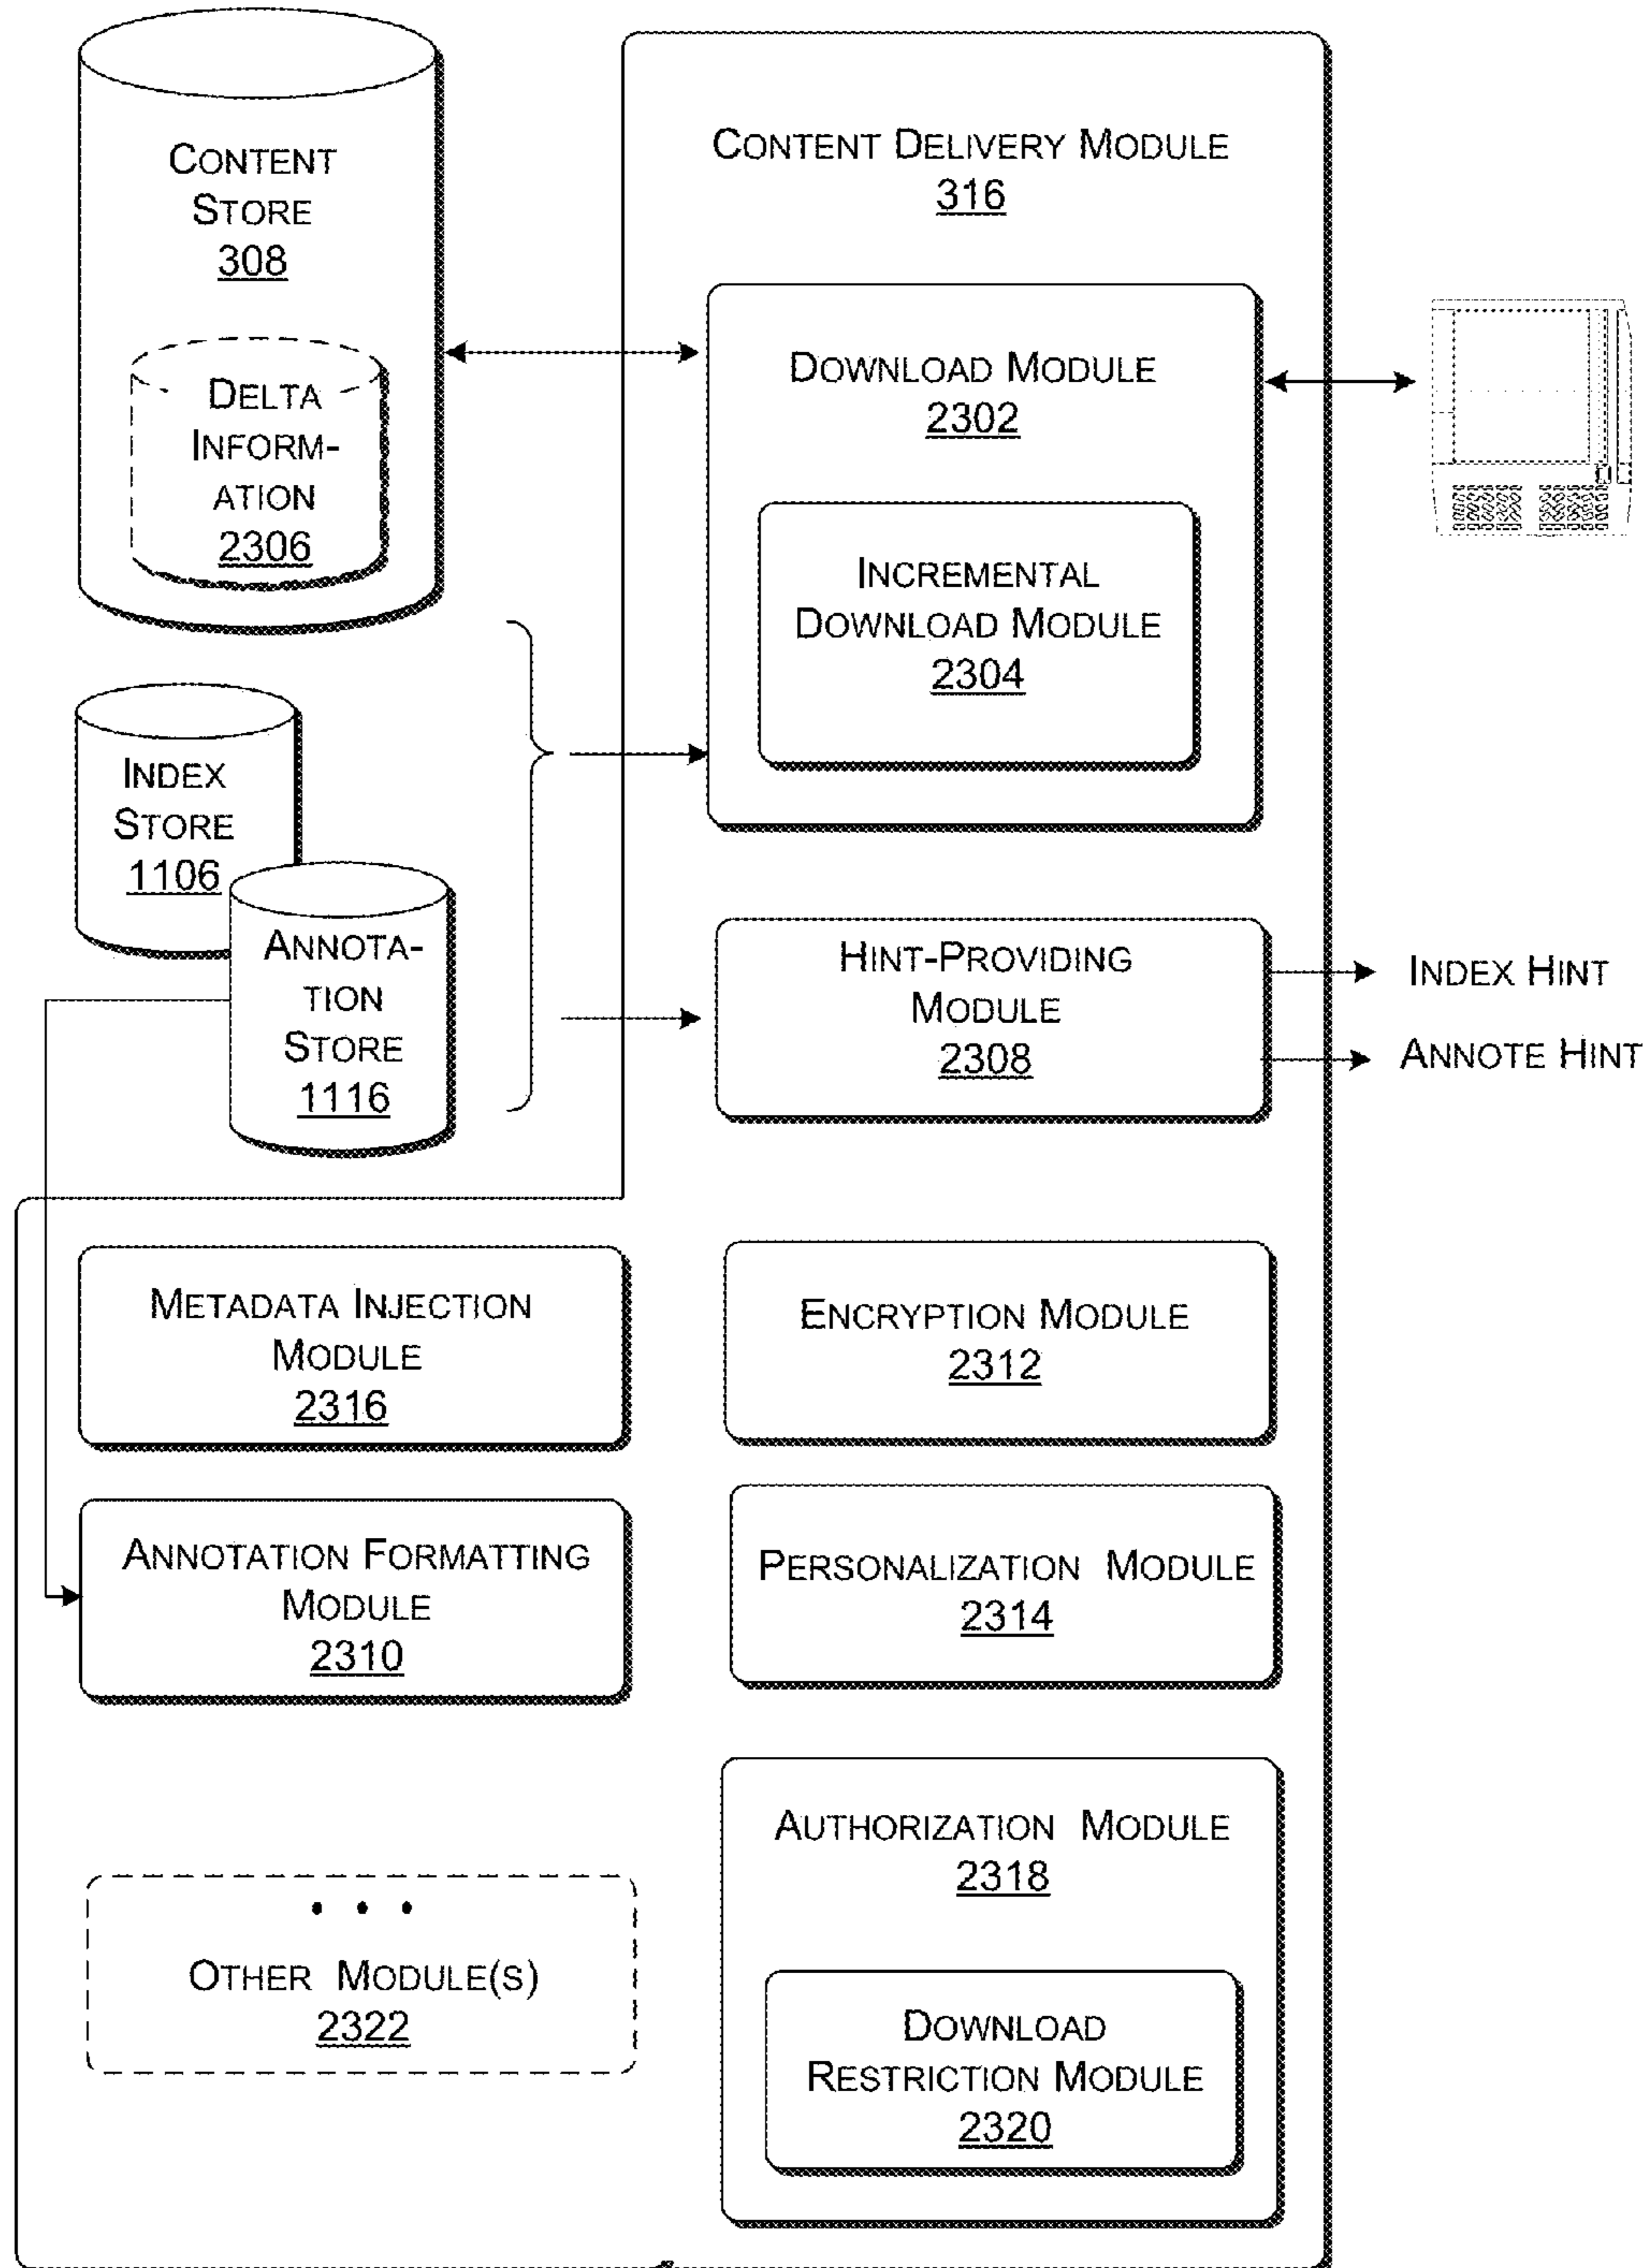 CONTENT
STORE
308
DELTA
INFORM-
ATION
2306
INDEX
STORE
1106
ANNOTA-
TION
STORE
1116
CONTENT DELIVERY MODULE
316
DOWNLOAD MODULE
2302
INCREMENTAL
DOWNLOAD MODULE
2304
HINT-PROVIDING
MODULE
2308
INDEX HINT
ANNOTE HINT
METADATA INJECTION
MODULE
2316
ENCRYPTION MODULE
2312
ANNOTATION FORMATTING
MODULE
2310
PERSONALIZATION MODULE
2314
• • •
OTHER MODULE(S)
2322
AUTHORIZATION MODULE
2318
DOWNLOAD
RESTRICTION MODULE
2320